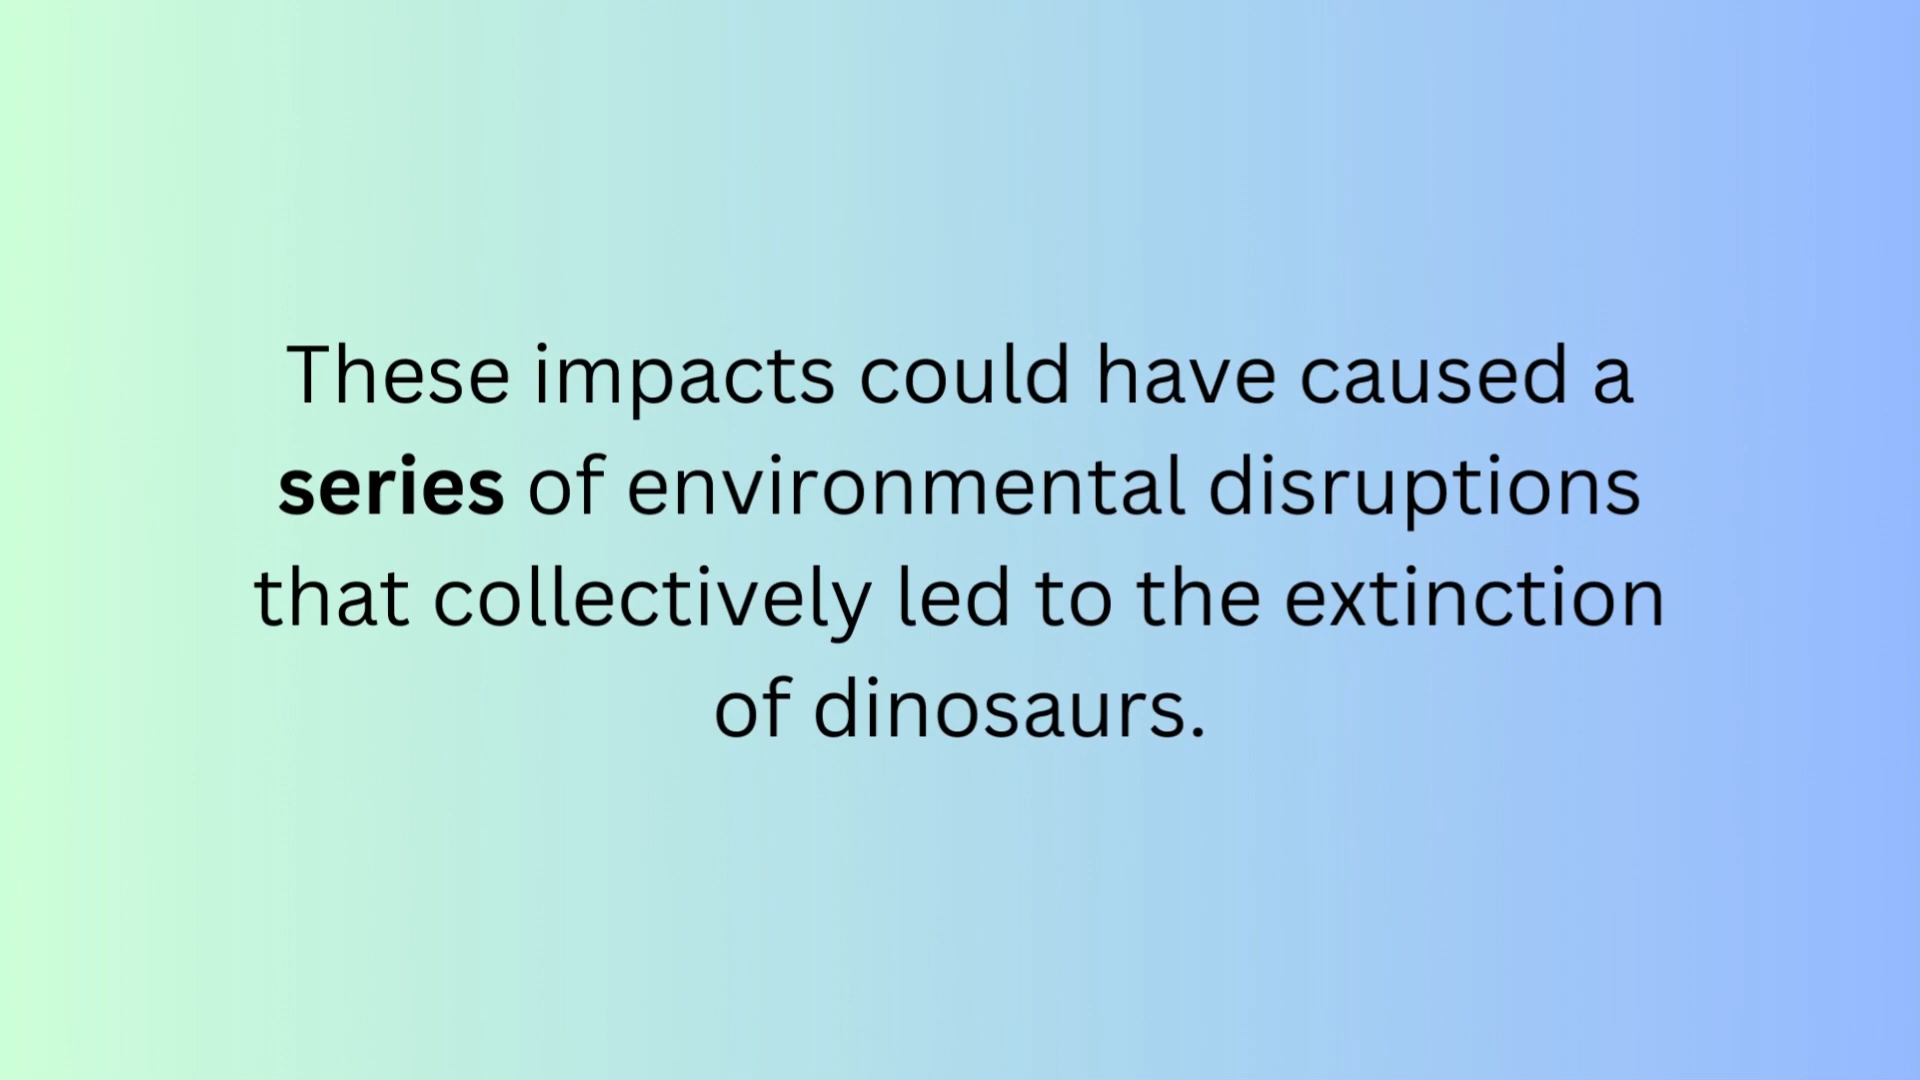 These impacts could have caused a
series of environmental disruptions
that collectively led to the extinction
of dinosaurs.